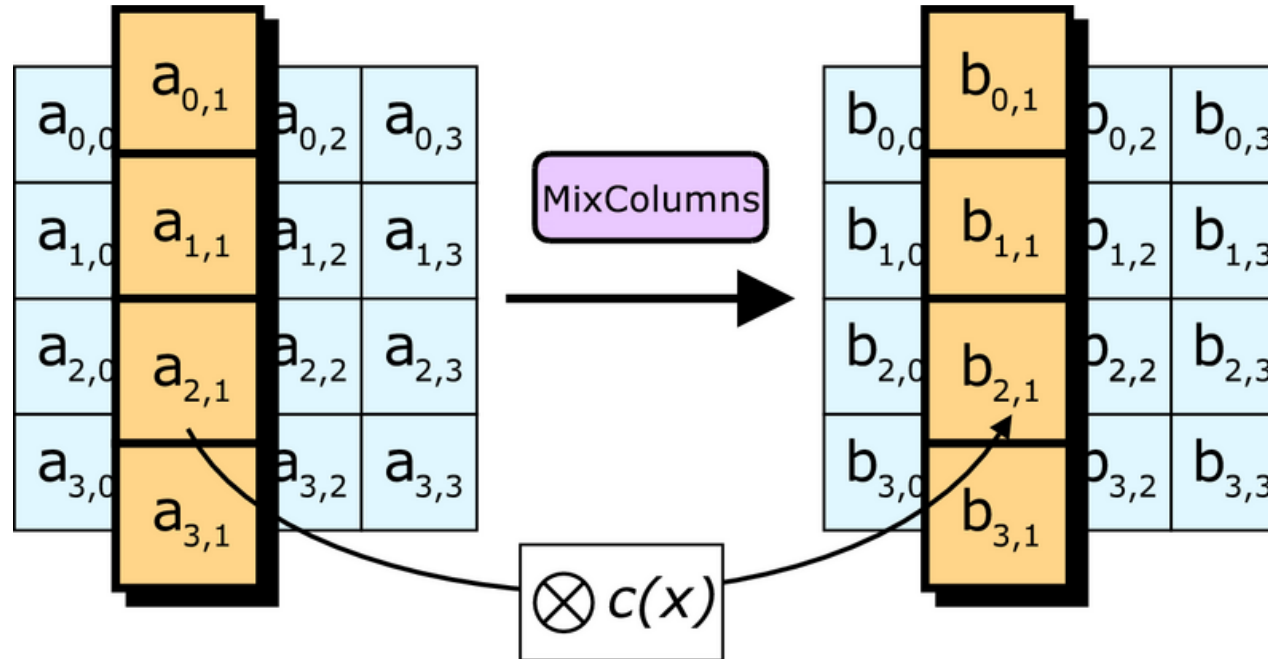 a0,0 a0,1 a0,2 a0,3
a1,0 a1,1 a1,2 a1,3
a2,0 a2,1 a2,2 a2,3
a3,0 a3,1 a3,2 a3,3
MixColumns
⊗ c(x)
b0,0 b0,1 b0,2 b0,3
b1,0 b1,1 b1,2 b1,3
b2,0 b2,1 b2,2 b2,3
b3,0 b3,1 b3,2 b3,3